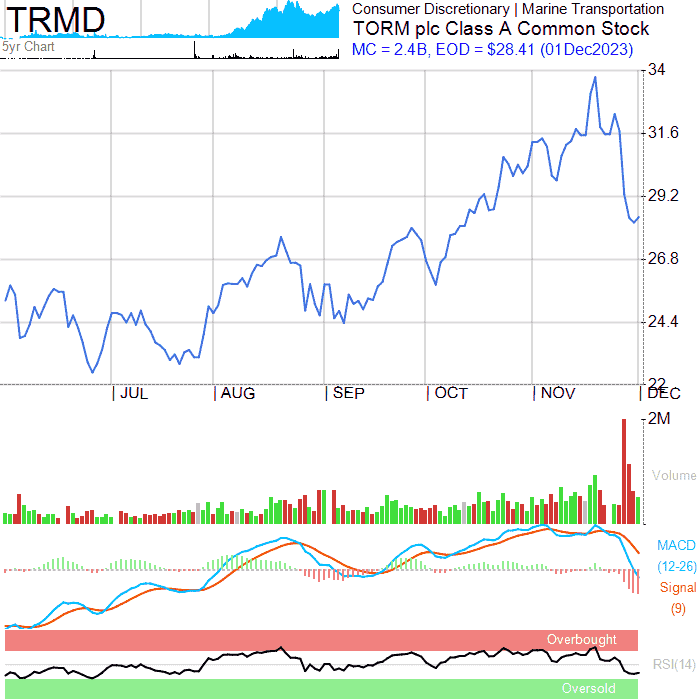 TRMD
5yr Chart
Consumer Discretionary | Marine Transportation
TORM plc Class A Common Stock
MC = 2.4B, EOD = $28.41 (01Dec2023)
34
31.6
29.2
26.8
24.4
22
JUL
AUG
SEP
OCT
NOV
DEC
2M
Volume
MACD
(12-26)
Signal
(9)
Overbought
RSI(14)
Oversold